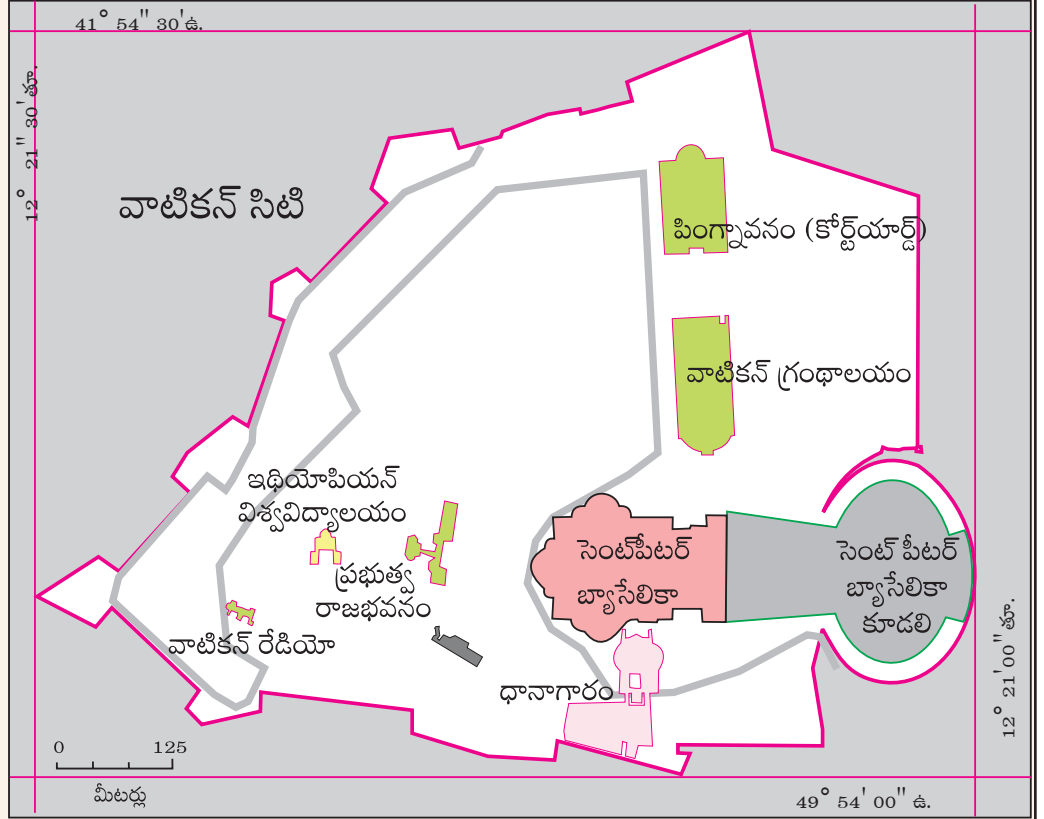 41° 54" 30' ఉ.
12° 21" 30' తూ.
వాటికన్ సిటి
పింగ్నావనం (కోర్ట్‌యార్డ్)
వాటికన్ గ్రంథాలయం
ఇథియోపియన్
విశ్వవిద్యాలయం
ప్రభుత్వ
రాజభవనం
వాటికన్ రేడియో
సెంట్‌పీటర్
బ్యాసేలికా
సెంట్ పీటర్
బ్యాసేలికా
కూడలి
ధానాగారం
0 125
మీటర్లు
12° 21' 00" తూ.
49° 54' 00" ఉ.